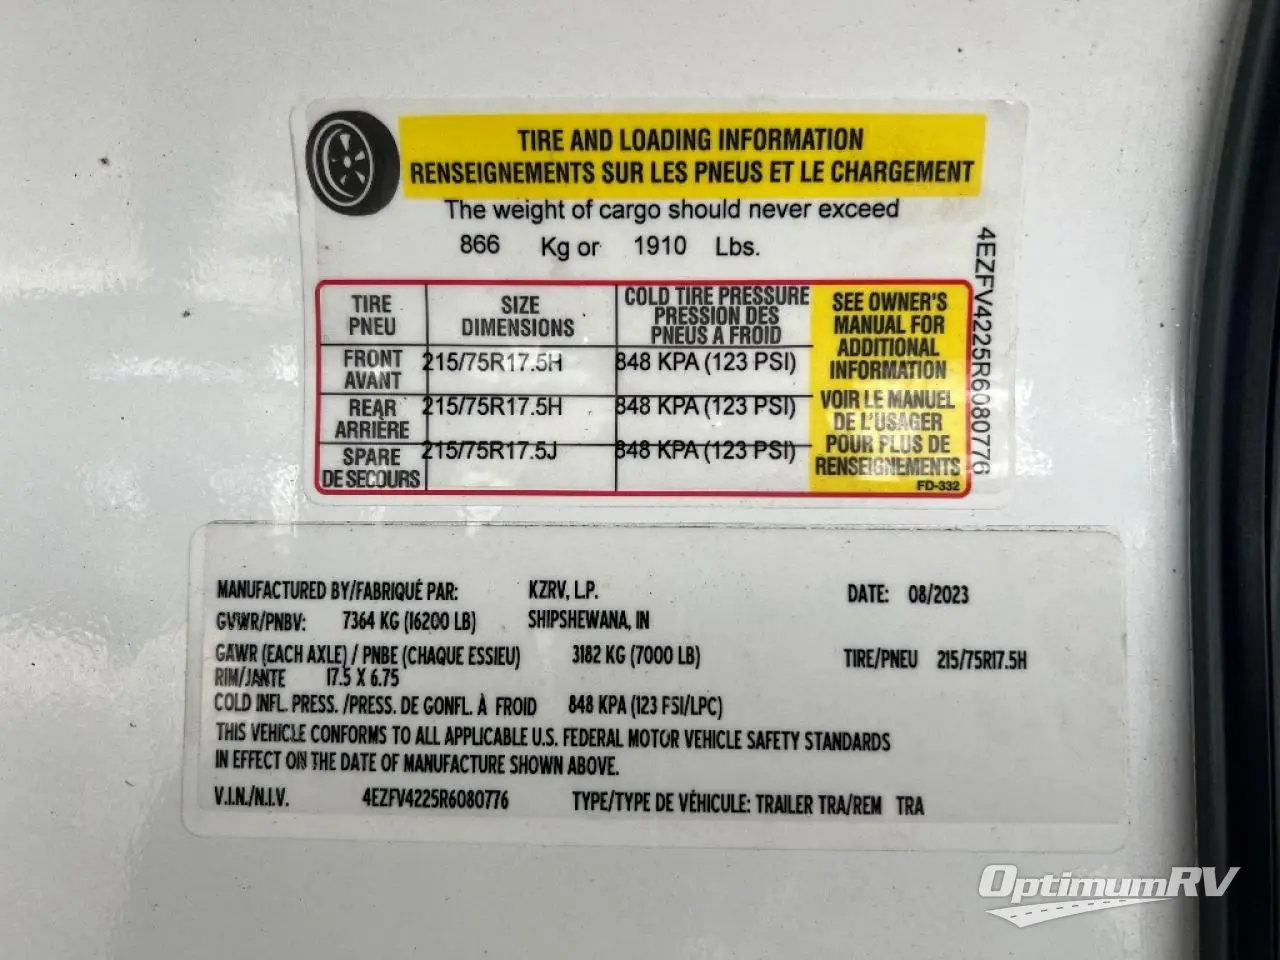 TIRE AND LOADING INFORMATION
RENSEIGNEMENTS SUR LES PNEUS ET LE CHARGEMENT
The weight of cargo should never exceed
866 Kg or 1910 Lbs.
TIRE
PNEU
SIZE
DIMENSIONS
COLD TIRE PRESSURE
PRESSION DES
PNEUS A FROID
FRONT
AVANT
215/75R17.5H
848 KPA (123 PSI)
REAR
ARRIÈRE
215/75R17.5H
848 KPA (123 PSI)
SPARE
DE SECOURS
215/75R17.5J
848 KPA (123 PSI)
SEE OWNER'S
MANUAL FOR
ADDITIONAL
INFORMATION
VOIR LE MANUEL
DE L'USAGER
POUR PLUS DE
RENSEIGNEMENTS
FD-332
4EZFV4225R6080776
MANUFACTURED BY/FABRIQUÉ PAR: KZRV, L.P. DATE: 08/2023
GVWR/PNBV: 7364 KG (16200 LB) SHIPSHEWANA, IN
GAWR (EACH AXLE) / PNBE (CHAQUE ESSIEU) 3182 KG (7000 LB) TIRE/PNEU 215/75R17.5H
RIM/JANTE 17.5 X 6.75
COLD INFL. PRESS. /PRESS. DE GONFL. À FROID 848 KPA (123 PSI/LPC)
THIS VEHICLE CONFORMS TO ALL APPLICABLE U.S. FEDERAL MOTOR VEHICLE SAFETY STANDARDS
IN EFFECT ON THE DATE OF MANUFACTURE SHOWN ABOVE.
V.I.N./N.I.V. 4EZFV4225R6080776 TYPE/TYPE DE VÉHICULE: TRAILER TRA/REM TRA
OptimumRV